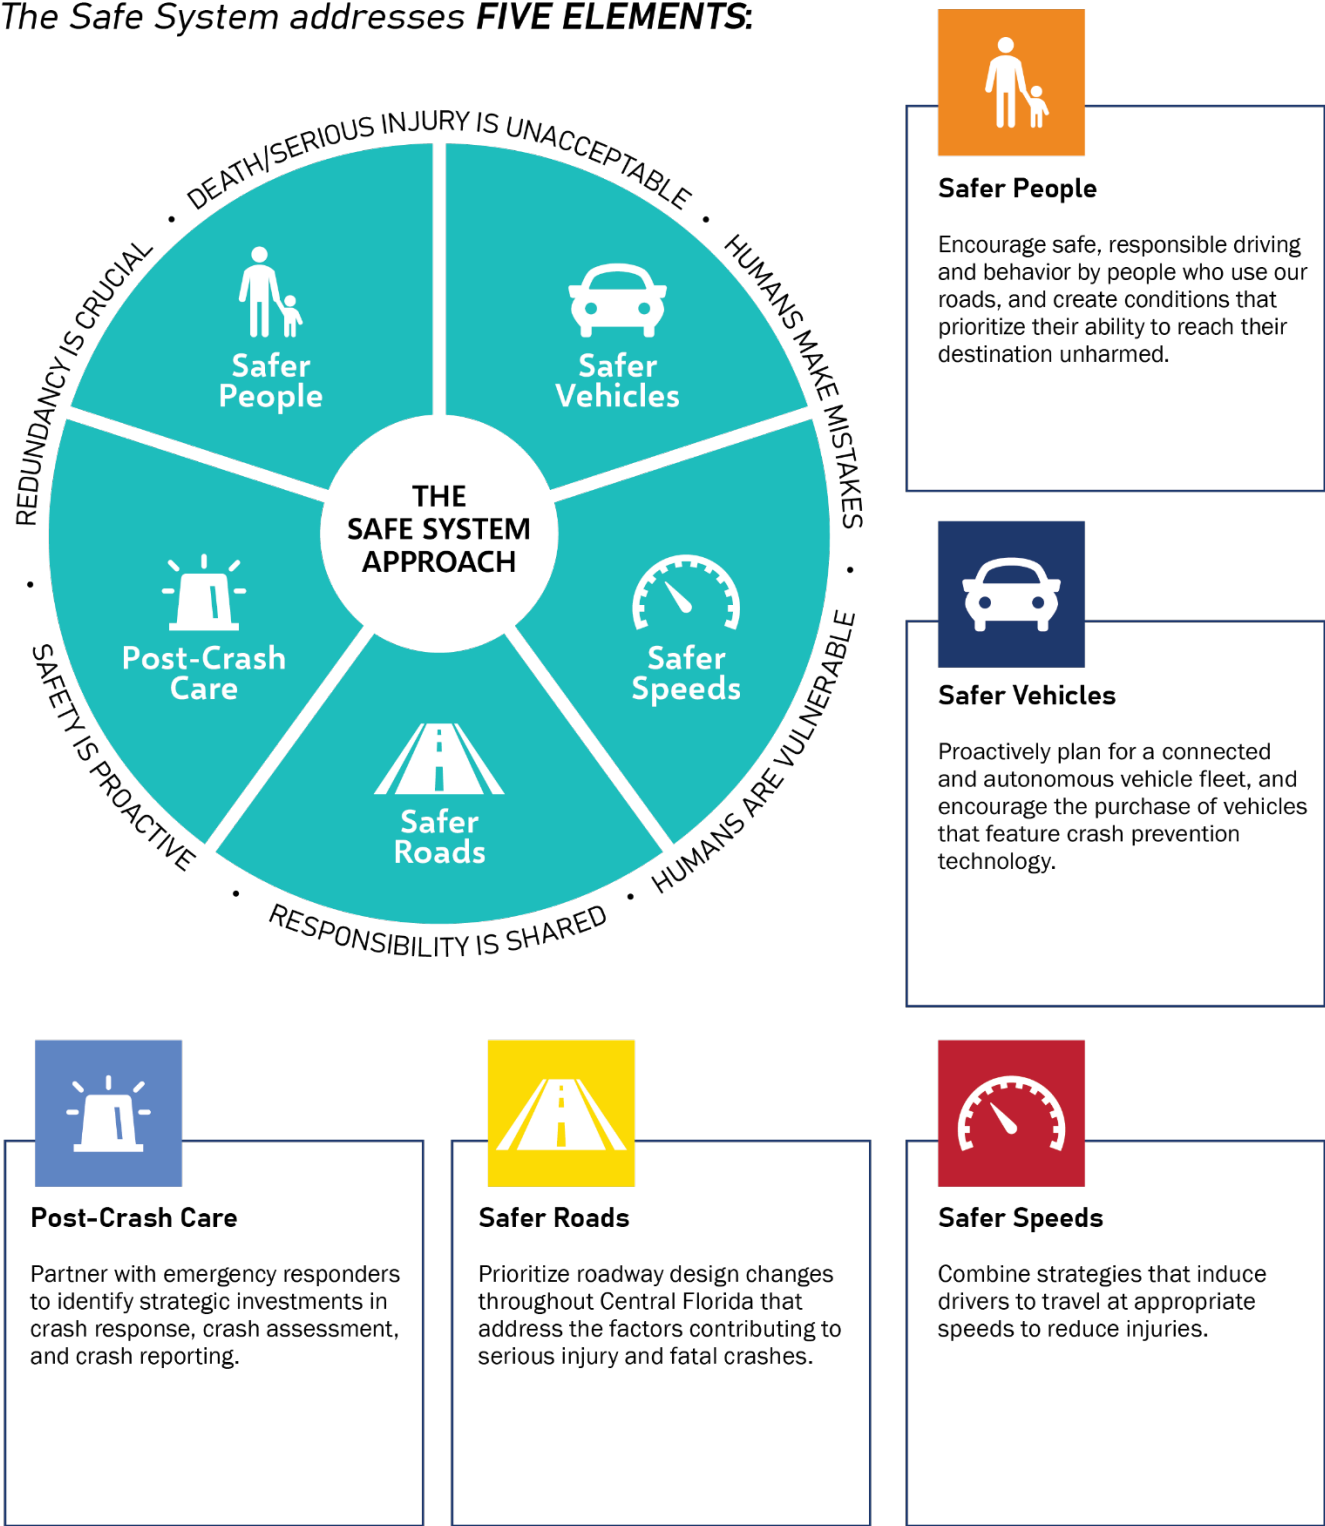 The Safe System addresses FIVE ELEMENTS:
DEATH/SERIOUS INJURY IS UNACCEPTABLE
•
HUMANS MAKE MISTAKES
•
HUMANS ARE VULNERABLE
•
RESPONSIBILITY IS SHARED
•
SAFETY IS PROACTIVE
•
REDUNDANCY IS CRUCIAL
•
Safer
People
Safer
Vehicles
THE
SAFE SYSTEM
APPROACH
Post-Crash
Care
Safer
Speeds
Safer
Roads
Safer People
Encourage safe, responsible driving
and behavior by people who use our
roads, and create conditions that
prioritize their ability to reach their
destination unharmed.
Safer Vehicles
Proactively plan for a connected
and autonomous vehicle fleet, and
encourage the purchase of vehicles
that feature crash prevention
technology.
Post-Crash Care
Partner with emergency responders
to identify strategic investments in
crash response, crash assessment,
and crash reporting.
Safer Roads
Prioritize roadway design changes
throughout Central Florida that
address the factors contributing to
serious injury and fatal crashes.
Safer Speeds
Combine strategies that induce
drivers to travel at appropriate
speeds to reduce injuries.